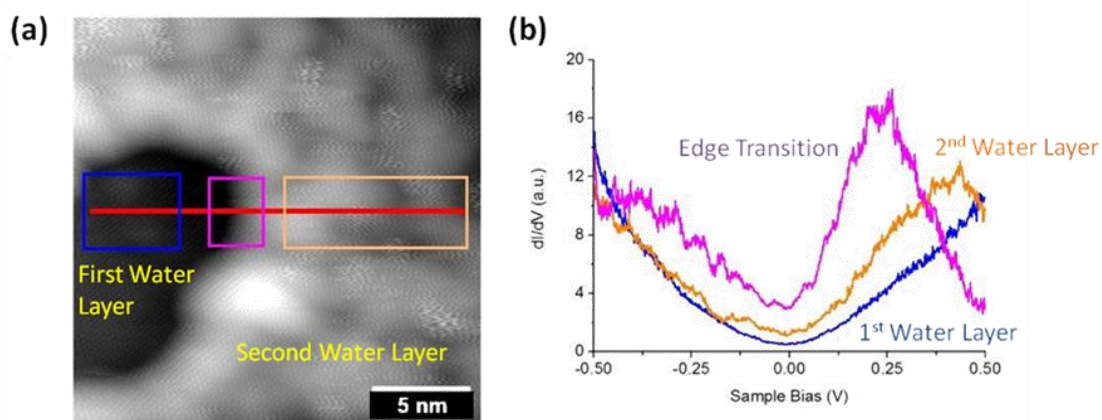 (a)
First Water
Layer
Second Water Layer
5 nm
(b)
20
16
12
8
4
0
dI/dV (a.u.)
Edge Transition
2nd Water Layer
1st Water Layer
-0.50
-0.25
0.00
0.25
0.50
Sample Bias (V)